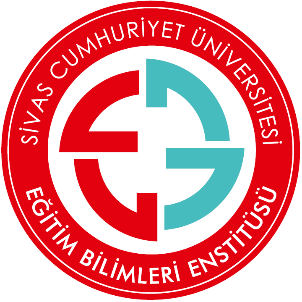 SİVAS CUMHURİYET ÜNİVERSİTESİ
EĞİTİM BİLİMLERİ ENSTİTÜSÜ